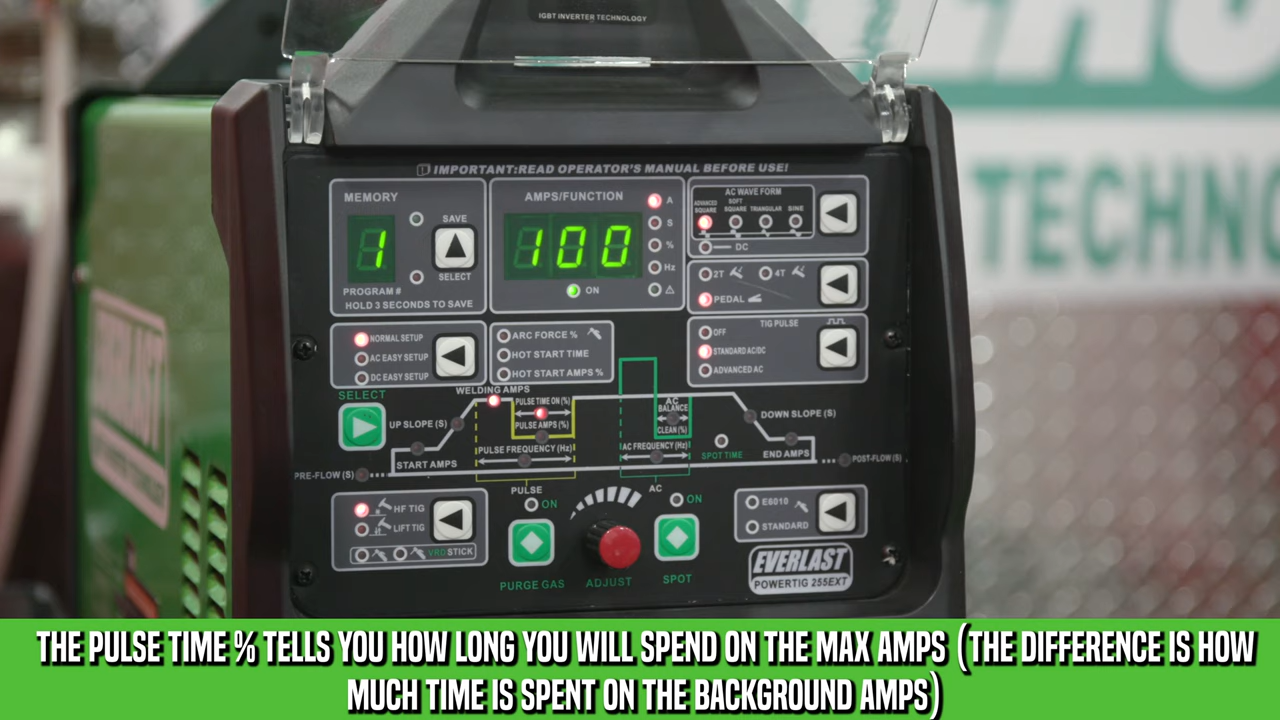 IGBT INVERTER TECHNOLOGY
TECHNO
IMPORTANT:READ OPERATOR'S MANUAL BEFORE USE!
MEMORY
SAVE
1
SELECT
PROGRAM #
HOLD 3 SECONDS TO SAVE
AMPS/FUNCTION
100
ON
A
S
%
Hz
AC WAVE FORM
ADVANCED SQUARE
SOFT SQUARE
TRIANGULAR
SINE
DC
2T
4T
PEDAL
TIG PULSE
OFF
STANDARD AC/DC
ADVANCED AC
NORMAL SETUP
AC EASY SETUP
DC EASY SETUP
ARC FORCE %
HOT START TIME
HOT START AMPS %
SELECT
WELDING AMPS
PULSE TIME ON (%)
PULSE AMPS (%)
PULSE FREQUENCY (Hz)
UP SLOPE (S)
START AMPS
PRE-FLOW (S)
AC
BALANCE
CLEAN (%)
AC FREQUENCY (Hz)
SPOT TIME
DOWN SLOPE (S)
END AMPS
POST-FLOW (S)
PULSE
ON
AC
ON
HF TIG
LIFT TIG
VRD STICK
PURGE GAS
ADJUST
SPOT
E6010
STANDARD
EVERLAST
POWERTIG 255EXT
EVERLAST
THE PULSE TIME % TELLS YOU HOW LONG YOU WILL SPEND ON THE MAX AMPS (THE DIFFERENCE IS HOW
MUCH TIME IS SPENT ON THE BACKGROUND AMPS)